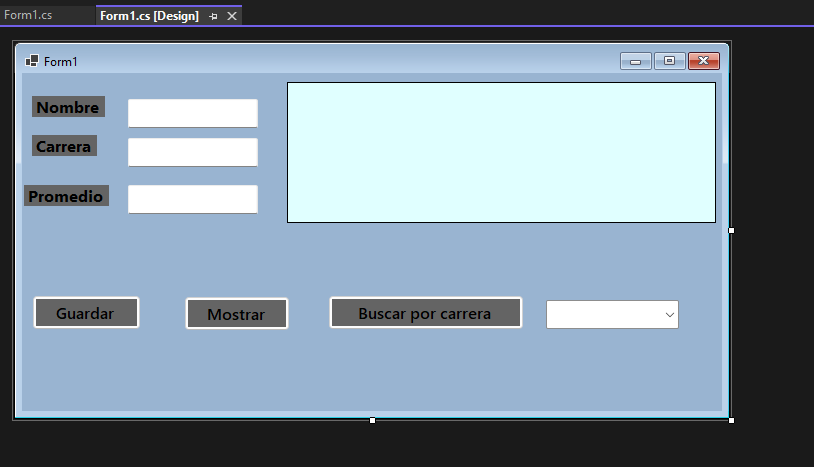 Form1.cs
Form1.cs [Design]
Form1
Nombre
Carrera
Promedio
Guardar
Mostrar
Buscar por carrera